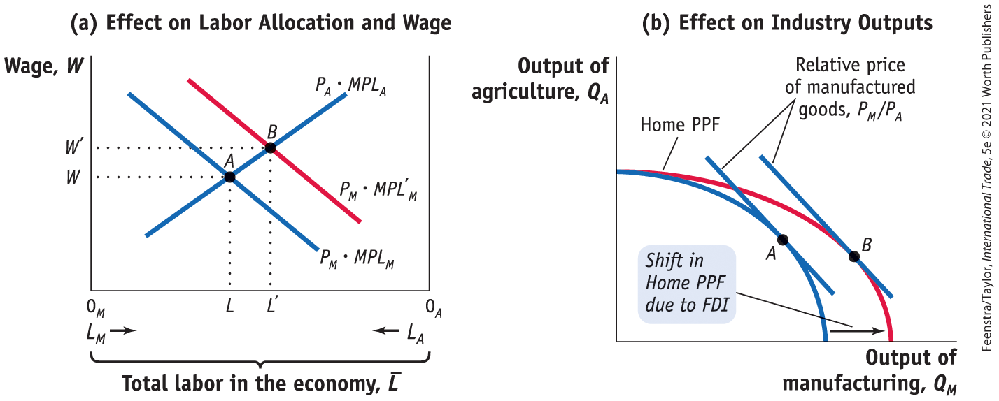 (a) Effect on Labor Allocation and Wage
Wage, W
P_A · MPL_A
B
W′
A
W
P_M · MPL′_M
P_M · MPL_M
0_M
L
L′
0_A
L_M
L_A
Total labor in the economy, L̅
(b) Effect on Industry Outputs
Output of
agriculture, Q_A
Relative price
of manufactured
goods, P_M/P_A
Home PPF
A
B
Shift in
Home PPF
due to FDI
Output of
manufacturing, Q_M
Feenstra/Taylor, International Trade, 5e © 2021 Worth Publishers